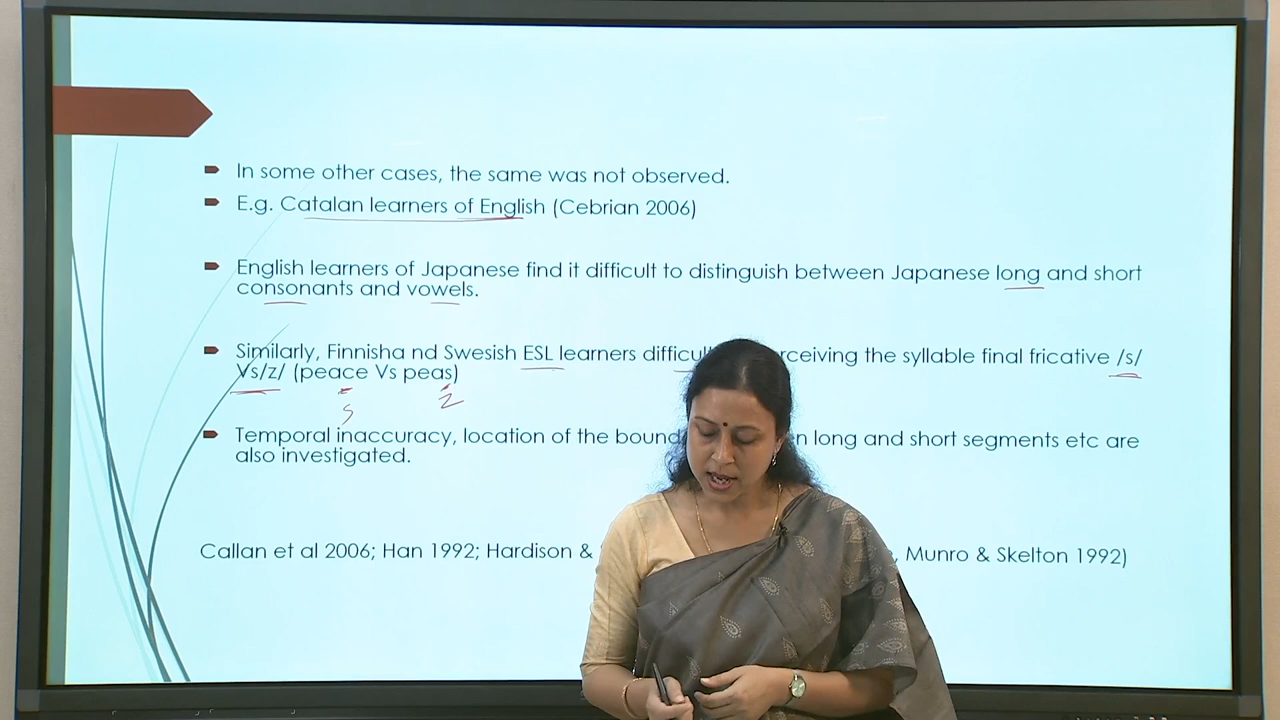 In some other cases, the same was not observed.
E.g. Catalan learners of English (Cebrian 2006)
English learners of Japanese find it difficult to distinguish between Japanese long and short
consonants and vowels.
Similarly, Finnisha nd Swesish ESL learners rceiving the syllable final fricative /s/
Vs/z/ (peace Vs peas)
s z
Temporal inaccuracy, location of the long and short segments etc are
also investigated.
Callan et al 2006; Han 1992; Hardison & Munro & Skelton 1992)